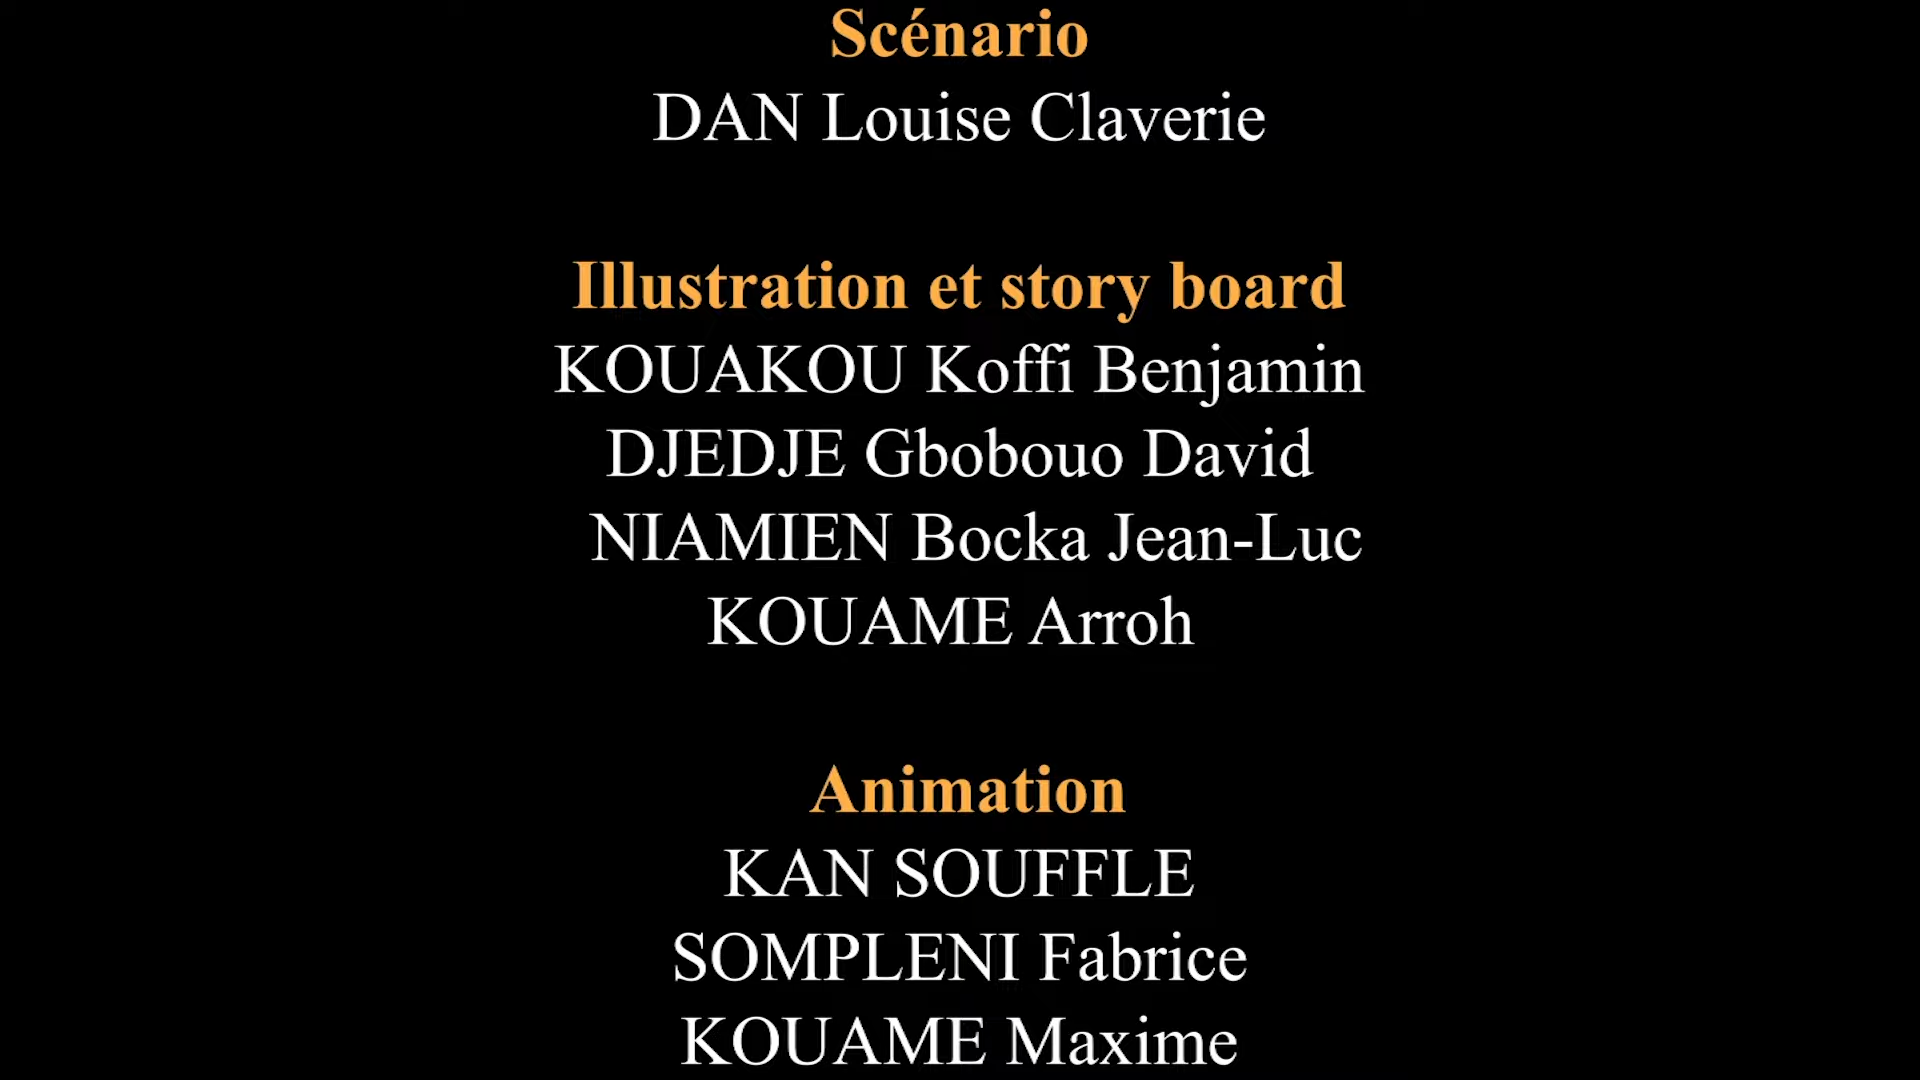 Scénario
DAN Louise Claverie
Illustration et story board
KOUAKOU Koffi Benjamin
DJEDJE Gbobouo David
NIAMIEN Bocka Jean-Luc
KOUAME Arroh
Animation
KAN SOUFFLE
SOMPLENI Fabrice
KOUAME Maxime